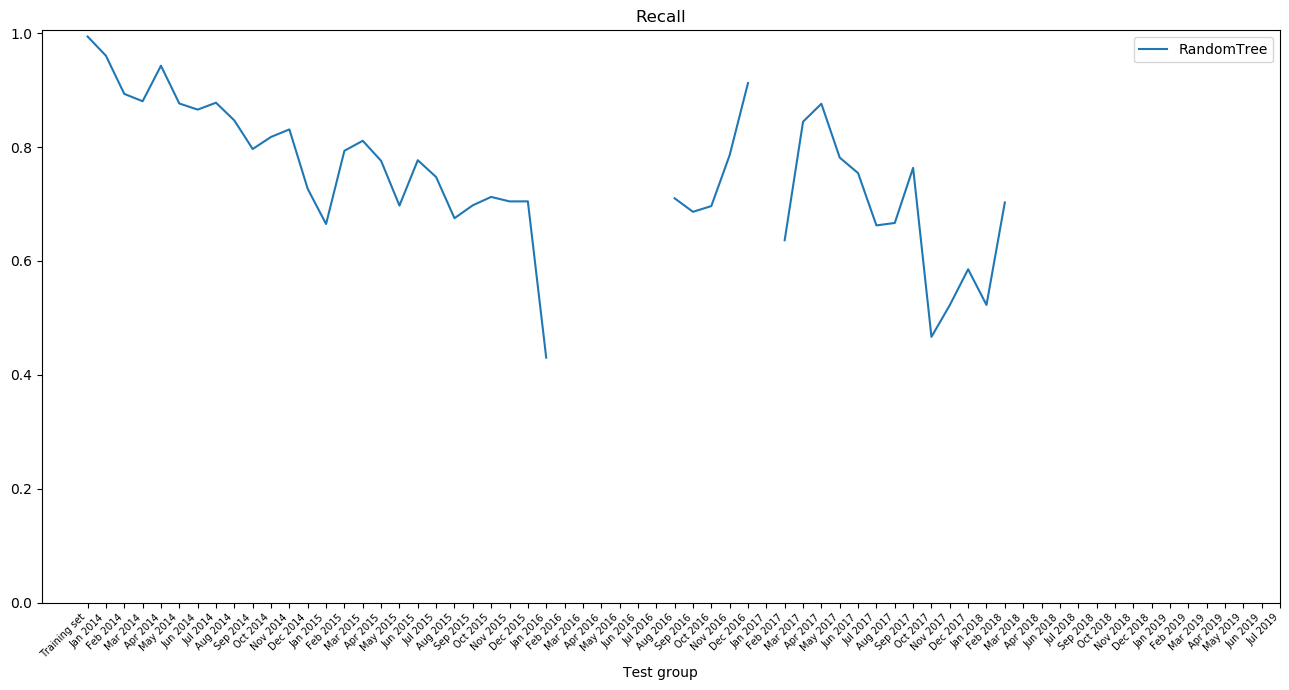 Recall
RandomTree
1.0
0.8
0.6
0.4
0.2
0.0
Training set
Jan 2014
Feb 2014
Mar 2014
Apr 2014
May 2014
Jun 2014
Jul 2014
Aug 2014
Sep 2014
Oct 2014
Nov 2014
Dec 2014
Jan 2015
Feb 2015
Mar 2015
Apr 2015
May 2015
Jun 2015
Jul 2015
Aug 2015
Sep 2015
Oct 2015
Nov 2015
Dec 2015
Jan 2016
Feb 2016
Mar 2016
Apr 2016
May 2016
Jun 2016
Jul 2016
Aug 2016
Sep 2016
Oct 2016
Nov 2016
Dec 2016
Jan 2017
Feb 2017
Mar 2017
Apr 2017
May 2017
Jun 2017
Jul 2017
Aug 2017
Sep 2017
Oct 2017
Nov 2017
Dec 2017
Jan 2018
Feb 2018
Mar 2018
Apr 2018
Jun 2018
Jul 2018
Sep 2018
Oct 2018
Nov 2018
Dec 2018
Jan 2019
Feb 2019
Mar 2019
Apr 2019
May 2019
Jun 2019
Jul 2019
Test group